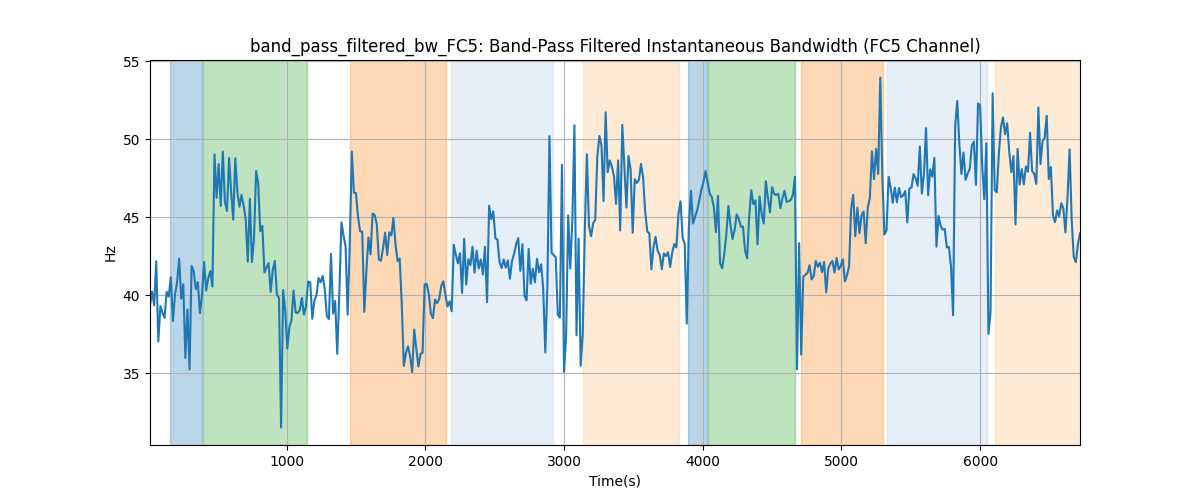 band_pass_filtered_bw_FC5: Band-Pass Filtered Instantaneous Bandwidth (FC5 Channel)
55
50
45
40
35
Hz
1000 2000 3000 4000 5000 6000
Time(s)